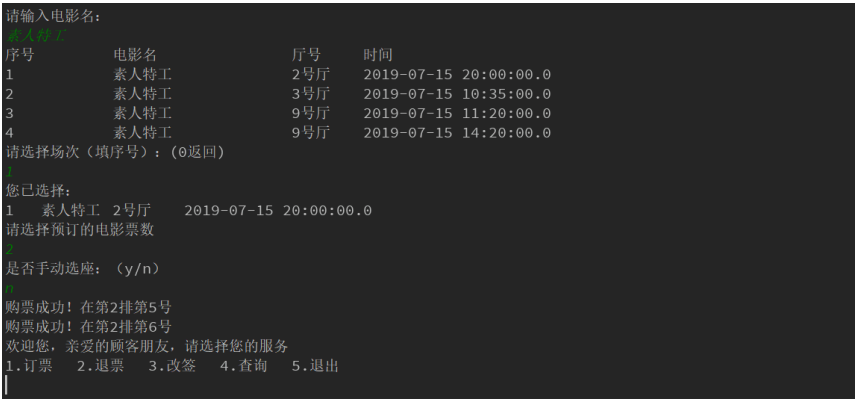 请输入电影名：
素人特工
序号 电影名 厅号 时间
1 素人特工 2号厅 2019-07-15 20:00:00.0
2 素人特工 3号厅 2019-07-15 10:35:00.0
3 素人特工 9号厅 2019-07-15 11:20:00.0
4 素人特工 9号厅 2019-07-15 14:20:00.0
请选择场次（填序号）：(0返回)
1
您已选择：
1 素人特工 2号厅 2019-07-15 20:00:00.0
请选择预订的电影票数
2
是否手动选座：（y/n）
n
购票成功！在第2排第5号
购票成功！在第2排第6号
欢迎您，亲爱的顾客朋友，请选择您的服务
1.订票 2.退票 3.改签 4.查询 5.退出